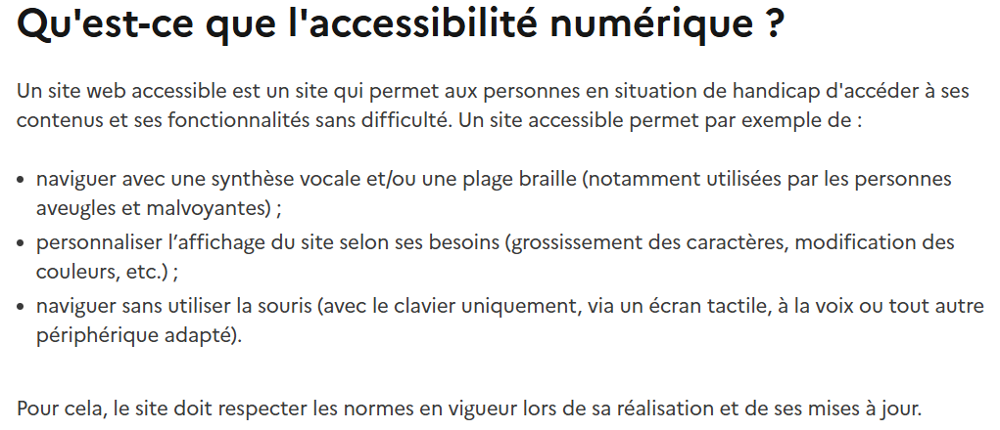 Qu'est-ce que l'accessibilité numérique ?
Un site web accessible est un site qui permet aux personnes en situation de handicap d'accéder à ses
contenus et ses fonctionnalités sans difficulté. Un site accessible permet par exemple de :
• naviguer avec une synthèse vocale et/ou une plage braille (notamment utilisées par les personnes
aveugles et malvoyantes) ;
• personnaliser l’affichage du site selon ses besoins (grossissement des caractères, modification des
couleurs, etc.) ;
• naviguer sans utiliser la souris (avec le clavier uniquement, via un écran tactile, à la voix ou tout autre
périphérique adapté).
Pour cela, le site doit respecter les normes en vigueur lors de sa réalisation et de ses mises à jour.